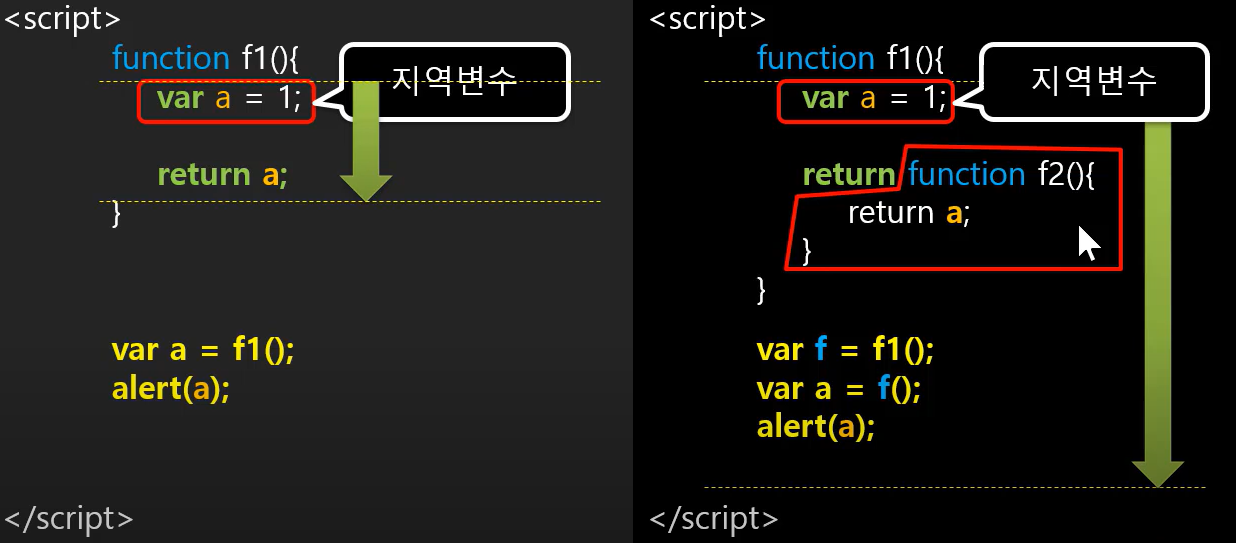 <script>
function f1(){
var a = 1;
지역변수
return a;
}
var a = f1();
alert(a);
</script>
<script>
function f1(){
var a = 1;
지역변수
return function f2(){
return a;
}
}
var f = f1();
var a = f();
alert(a);
</script>